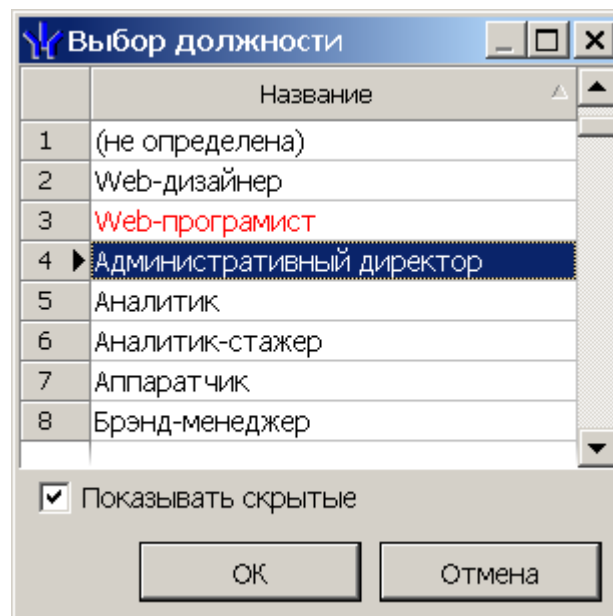 Выбор должности
Название
1 (не определена)
2 Web-дизайнер
3 Web-програмист
4 Административный директор
5 Аналитик
6 Аналитик-стажер
7 Аппаратчик
8 Брэнд-менеджер
Показывать скрытые
ОК Отмена